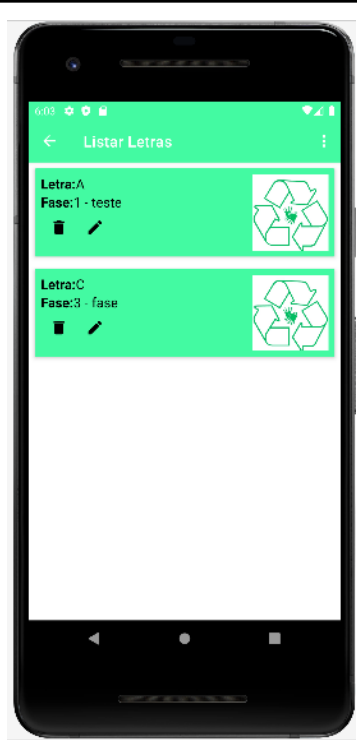 6:03
Listar Letras
Letra:A
Fase:1 - teste
Letra:C
Fase:3 - fase